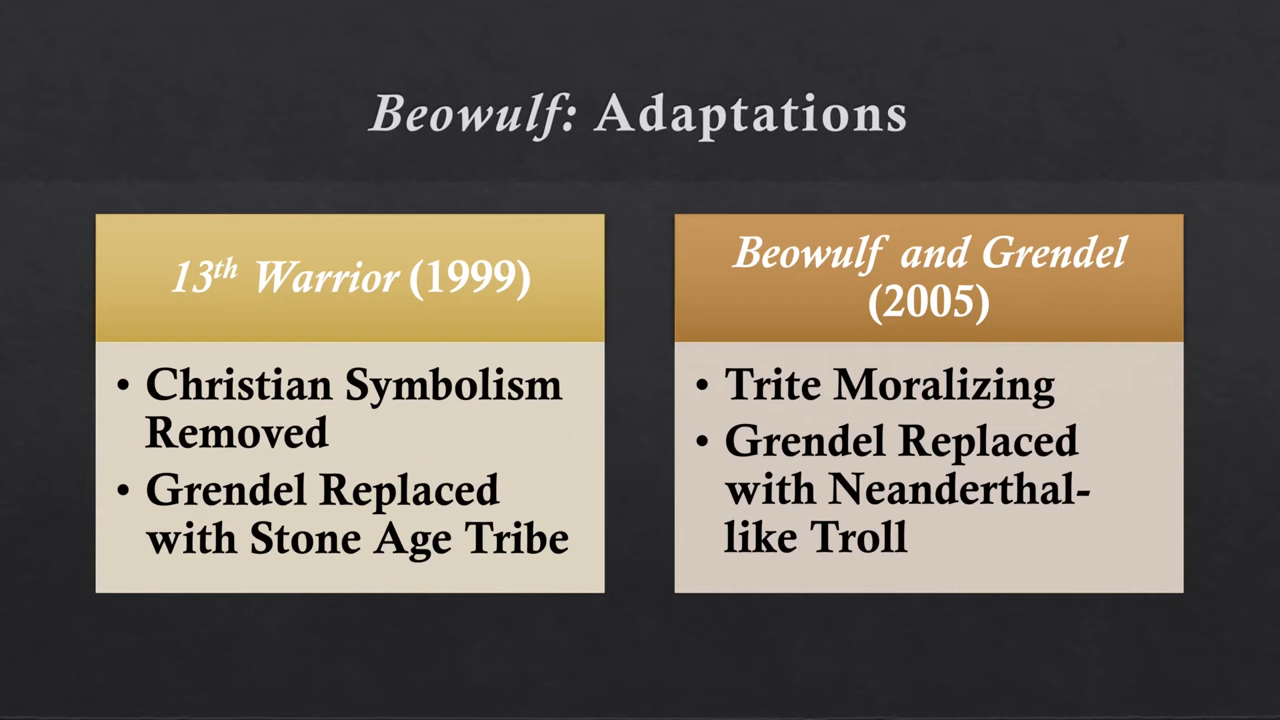 Beowulf: Adaptations
13th Warrior (1999)
• Christian Symbolism
Removed
• Grendel Replaced
with Stone Age Tribe
Beowulf and Grendel
(2005)
• Trite Moralizing
• Grendel Replaced
with Neanderthal-
like Troll